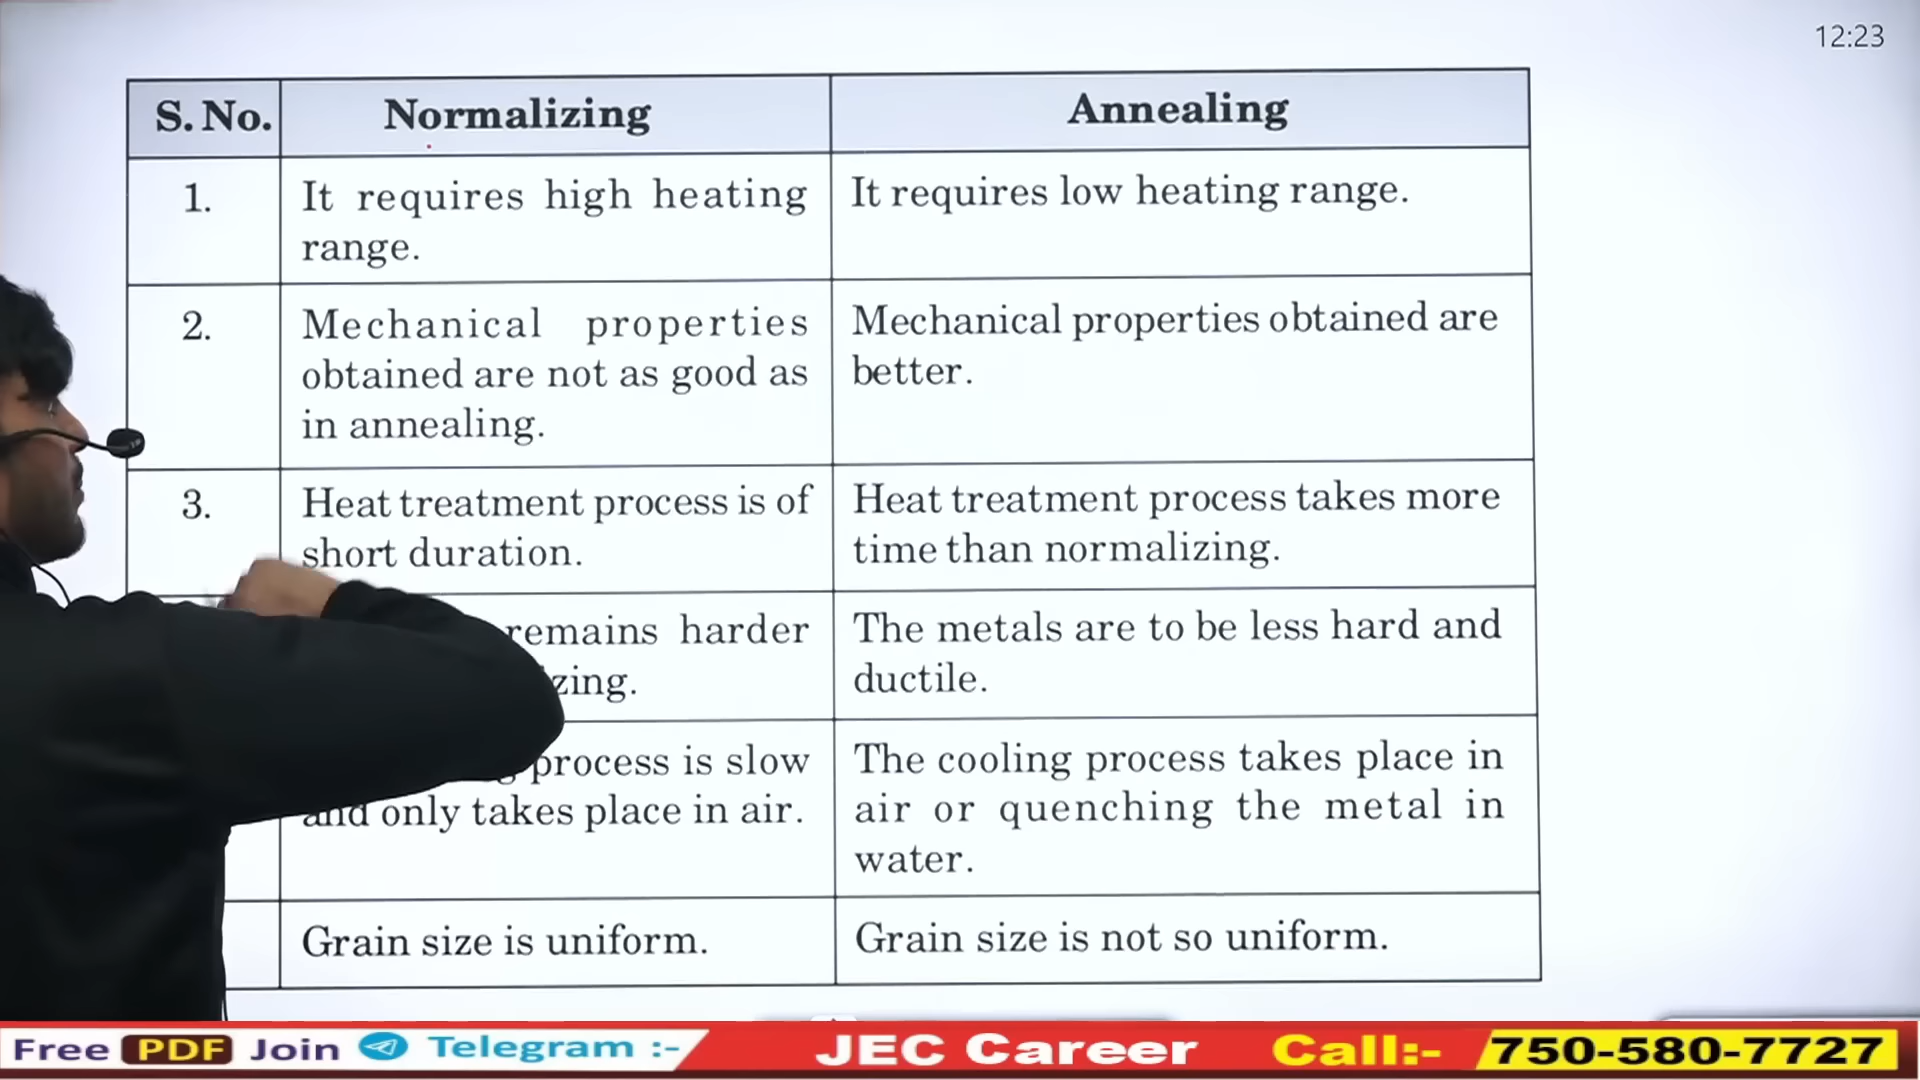 12:23
S. No. Normalizing Annealing
1. It requires high heating It requires low heating range.
range.
2. Mechanical properties Mechanical properties obtained are
obtained are not as good as better.
in annealing.
3. Heat treatment process is of Heat treatment process takes more
short duration. time than normalizing.
remains harder The metals are to be less hard and
ductile.
process is slow The cooling process takes place in
and only takes place in air. air or quenching the metal in
water.
Grain size is uniform. Grain size is not so uniform.
Free PDF Join Telegram :- JEC Career Call:- 750-580-7727